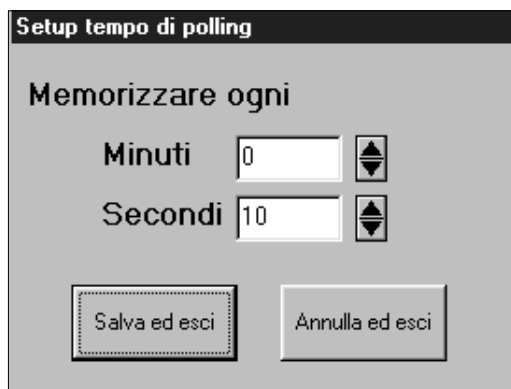 Setup tempo di polling
Memorizzare ogni
Minuti 0
Secondi 10
Salva ed esci Annulla ed esci